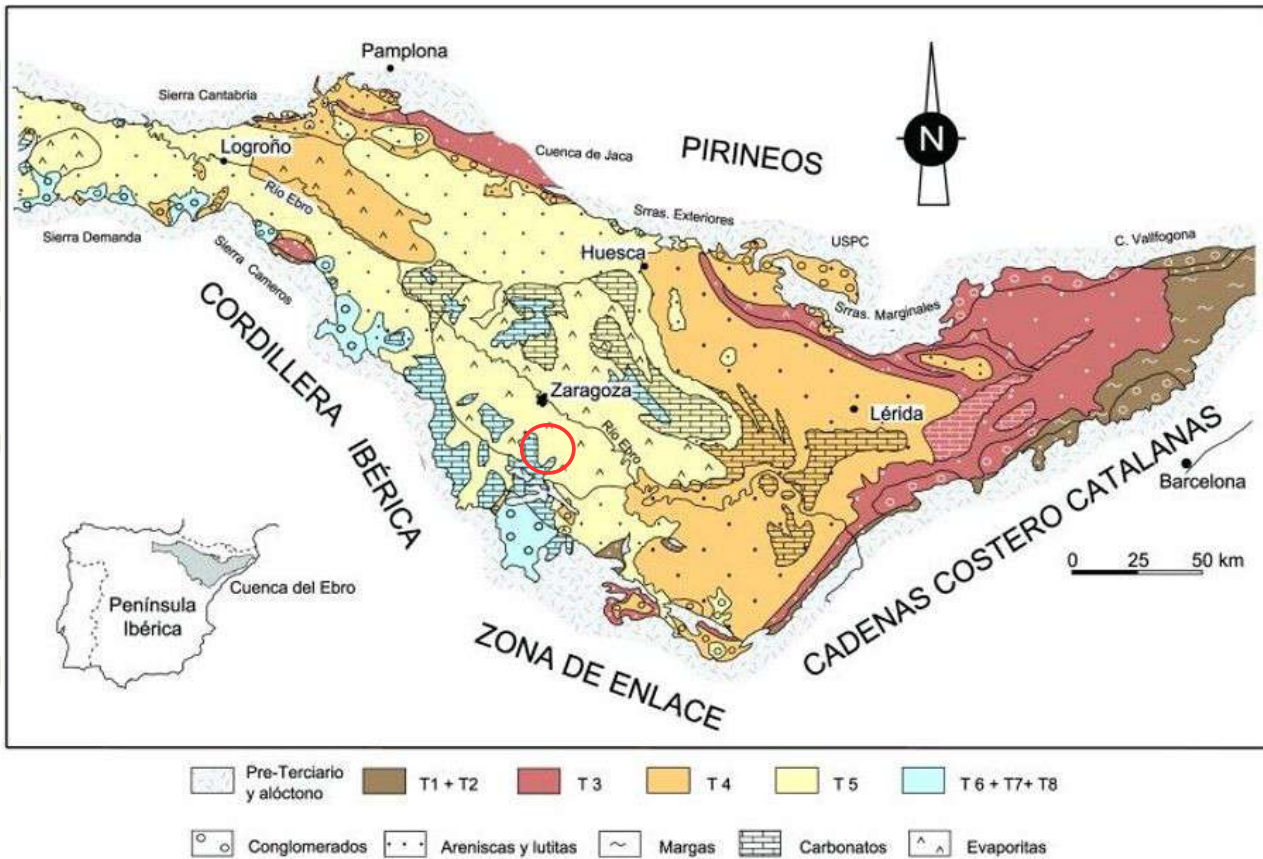 Pamplona
Sierra Cantabria
Logroño
Cuenca de Jaca
PIRINEOS
N
Río Ebro
Srras. Exteriores
USPC
C. Vallfogona
Sierra Demanda
Sierra Cameros
Huesca
Srras. Marginales
CORDILLERA IBÉRICA
Zaragoza
Río Ebro
Lérida
CADENAS COSTERO CATALANAS
Barcelona
0 25 50 km
Cuenca del Ebro
Península
Ibérica
ZONA DE ENLACE
Pre-Terciario
y alóctono
T1 + T2
T 3
T 4
T 5
T 6 + T7+ T8
Conglomerados
Areniscas y lutitas
Margas
Carbonatos
Evaporitas